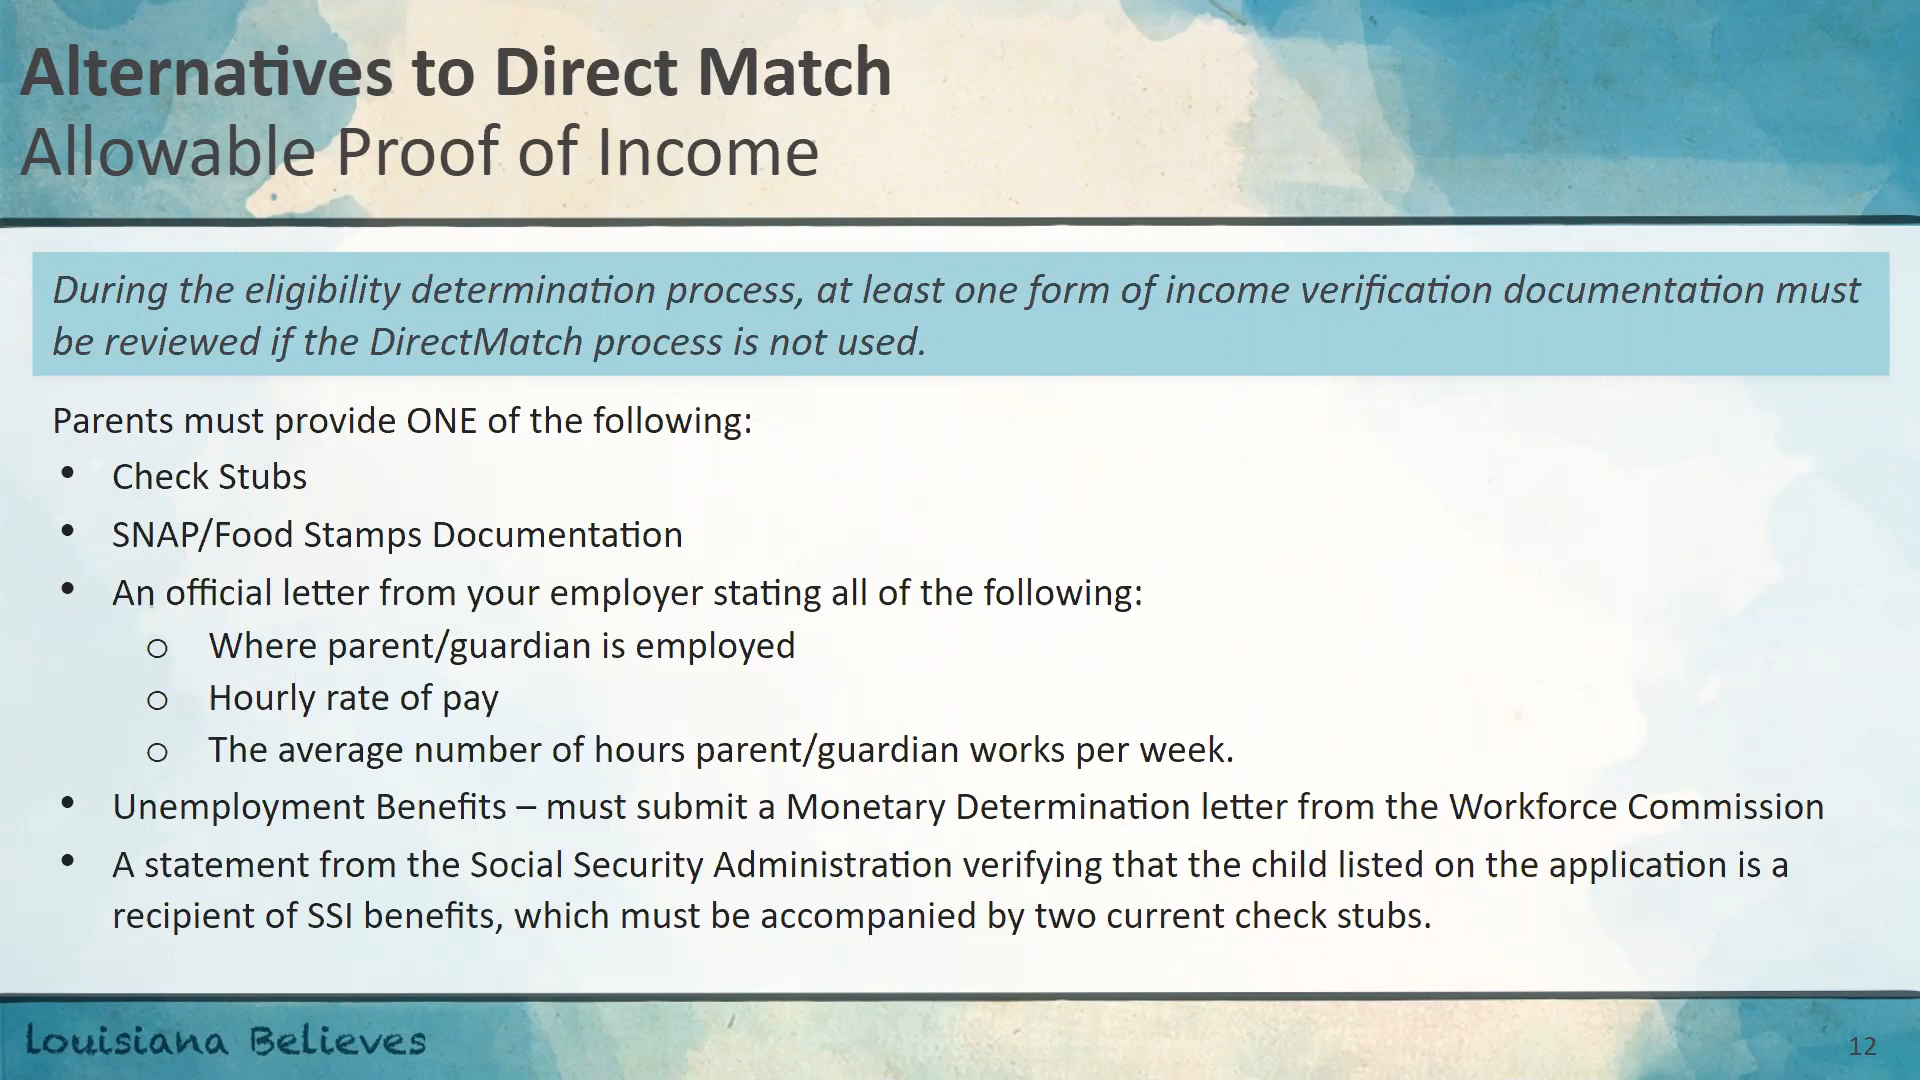 Alternatives to Direct Match
Allowable Proof of Income
During the eligibility determination process, at least one form of income verification documentation must
be reviewed if the DirectMatch process is not used.
Parents must provide ONE of the following:
• Check Stubs
• SNAP/Food Stamps Documentation
• An official letter from your employer stating all of the following:
o Where parent/guardian is employed
o Hourly rate of pay
o The average number of hours parent/guardian works per week.
• Unemployment Benefits – must submit a Monetary Determination letter from the Workforce Commission
• A statement from the Social Security Administration verifying that the child listed on the application is a
recipient of SSI benefits, which must be accompanied by two current check stubs.
Louisiana Believes
12